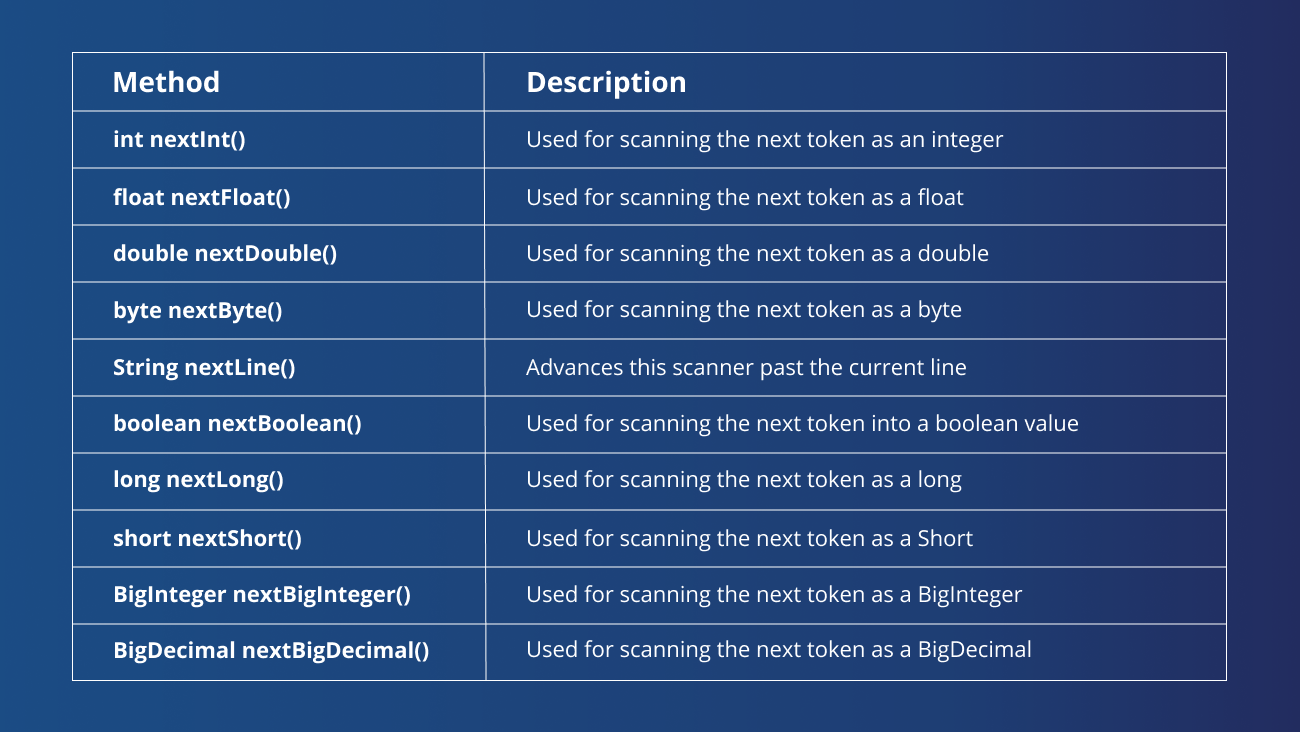 Method Description
int nextInt() Used for scanning the next token as an integer
float nextFloat() Used for scanning the next token as a float
double nextDouble() Used for scanning the next token as a double
byte nextByte() Used for scanning the next token as a byte
String nextLine() Advances this scanner past the current line
boolean nextBoolean() Used for scanning the next token into a boolean value
long nextLong() Used for scanning the next token as a long
short nextShort() Used for scanning the next token as a Short
BigInteger nextBigInteger() Used for scanning the next token as a BigInteger
BigDecimal nextBigDecimal() Used for scanning the next token as a BigDecimal